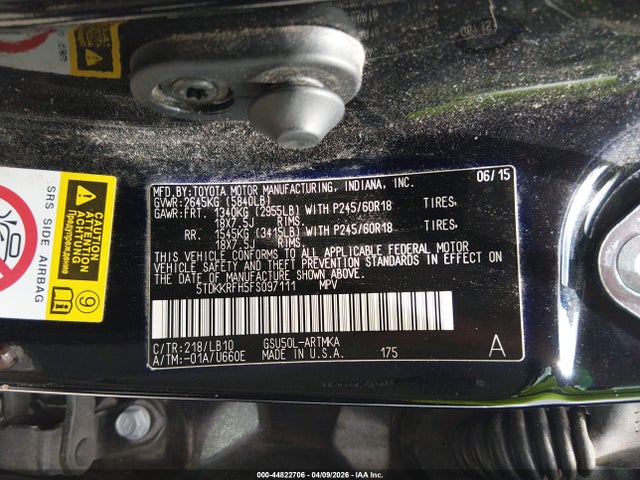 MFD.BY:TOYOTA MOTOR MANUFACTURING, INDIANA, INC. 06/15
GVWR:2645KG (5840LB)
GAWR:FRT. 1340KG (2955LB) WITH P245/60R18 TIRES,
18X7.5J RIMS.
RR. 1545KG (3415LB) WITH P245/60R18 TIRES,
18X7.5J RIMS.
THIS VEHICLE CONFORMS TO ALL APPLICABLE FEDERAL MOTOR
VEHICLE SAFETY AND THEFT PREVENTION STANDARDS IN EFFECT ON
THE DATE OF MANUFACTURE SHOWN ABOVE.
5TDKKRFH5FS097111 MPV
C/TR:218/LB10 GSU50L-ARTMKA
A/TM:-01A/U660E MADE IN U.S.A. 175 A
SRS SIDE AIRBAG
CAUTION
ACHTUNG
9
000-44822706 - 04/09/2026 - IAA Inc.